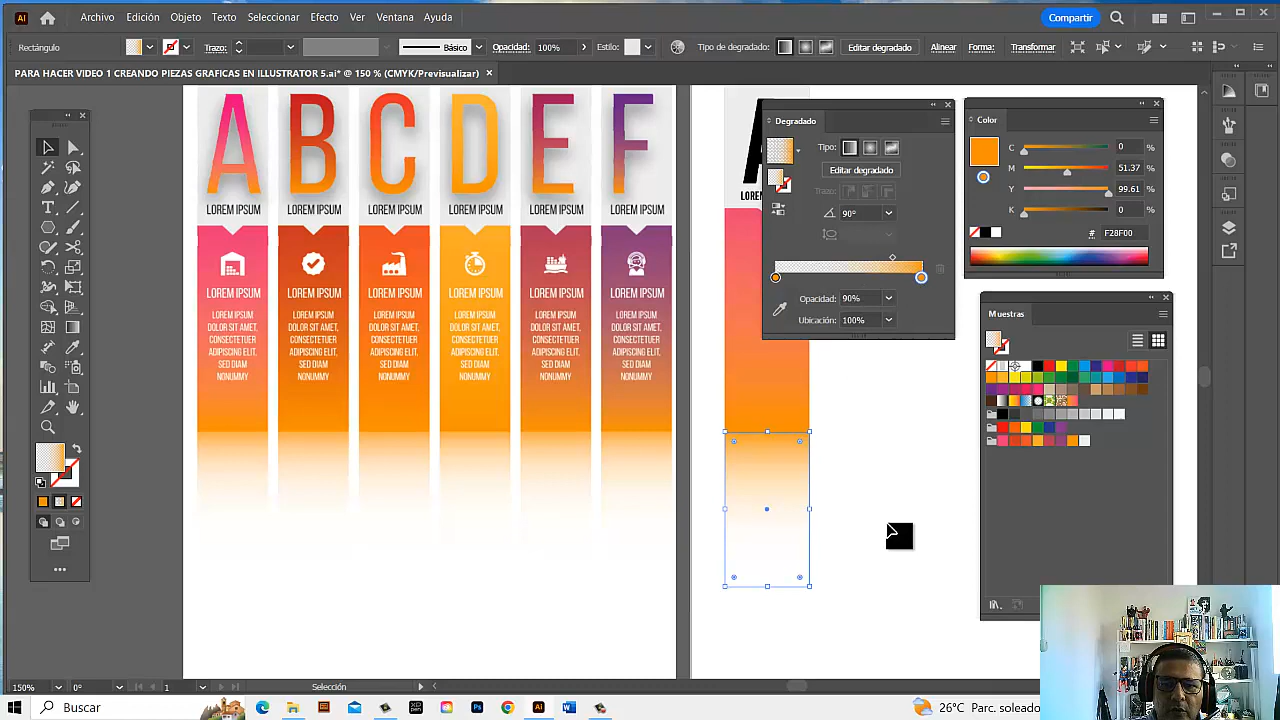 Archivo Edición Objeto Texto Seleccionar Efecto Ver Ventana Ayuda Compartir
Rectángulo Trazo: Básico Opacidad: 100% Estilo: Tipo de degradado: Editar degradado Alinear Forma: Transformar
PARA HACER VIDEO 1 CREANDO PIEZAS GRAFICAS EN ILLUSTRATOR 5.ai* @ 150 % (CMYK/Previsualizar)
A B C D E F
LOREM IPSUM LOREM IPSUM LOREM IPSUM LOREM IPSUM LOREM IPSUM LOREM IPSUM
LOREM IPSUM LOREM IPSUM LOREM IPSUM LOREM IPSUM LOREM IPSUM LOREM IPSUM
LOREM IPSUM LOREM IPSUM LOREM IPSUM LOREM IPSUM LOREM IPSUM LOREM IPSUM
DOLOR SIT AMET, DOLOR SIT AMET, DOLOR SIT AMET, DOLOR SIT AMET, DOLOR SIT AMET, DOLOR SIT AMET,
CONSECTETUER CONSECTETUER CONSECTETUER CONSECTETUER CONSECTETUER CONSECTETUER
ADIPISCING ELIT, ADIPISCING ELIT, ADIPISCING ELIT, ADIPISCING ELIT, ADIPISCING ELIT, ADIPISCING ELIT,
SED DIAM SED DIAM SED DIAM SED DIAM SED DIAM SED DIAM
NONUMMY NONUMMY NONUMMY NONUMMY NONUMMY NONUMMY
Degradado
Tipo:
Editar degradado
Trazo:
90°
Opacidad: 90%
Ubicación: 100%
Color
C 0 %
M 51.37 %
Y 99.61 %
K 0 %
# F28F00
Muestras
150% 0° 1 Selección
Buscar 26°C Parc. soleado